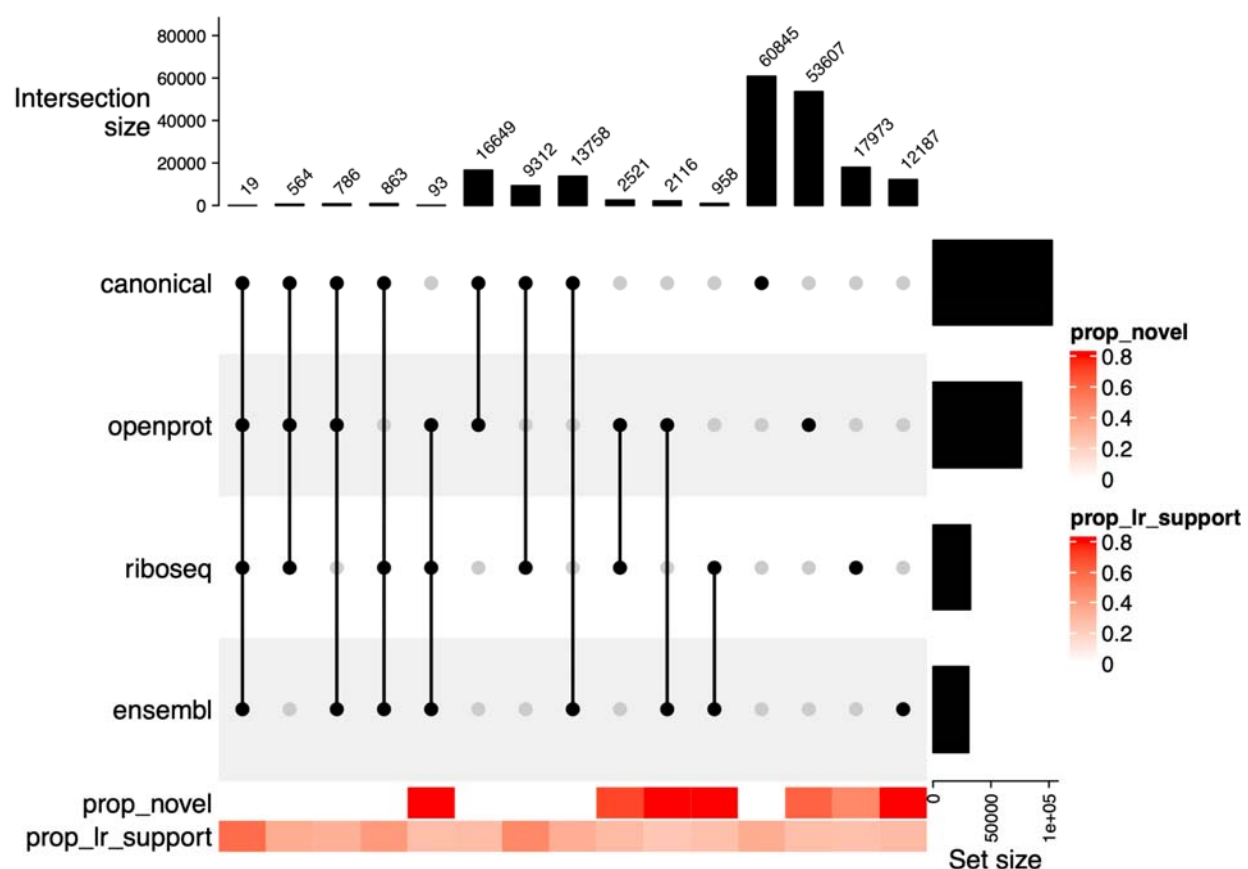 80000
60000
40000
20000
0
Intersection
size
19
564
786
863
93
16649
9312
13758
2521
2116
958
60845
53607
17973
12187
canonical
openprot
riboseq
ensembl
prop_novel
prop_lr_support
0
50000
1e+05
Set size
prop_novel
0.8
0.6
0.4
0.2
0
prop_lr_support
0.8
0.6
0.4
0.2
0